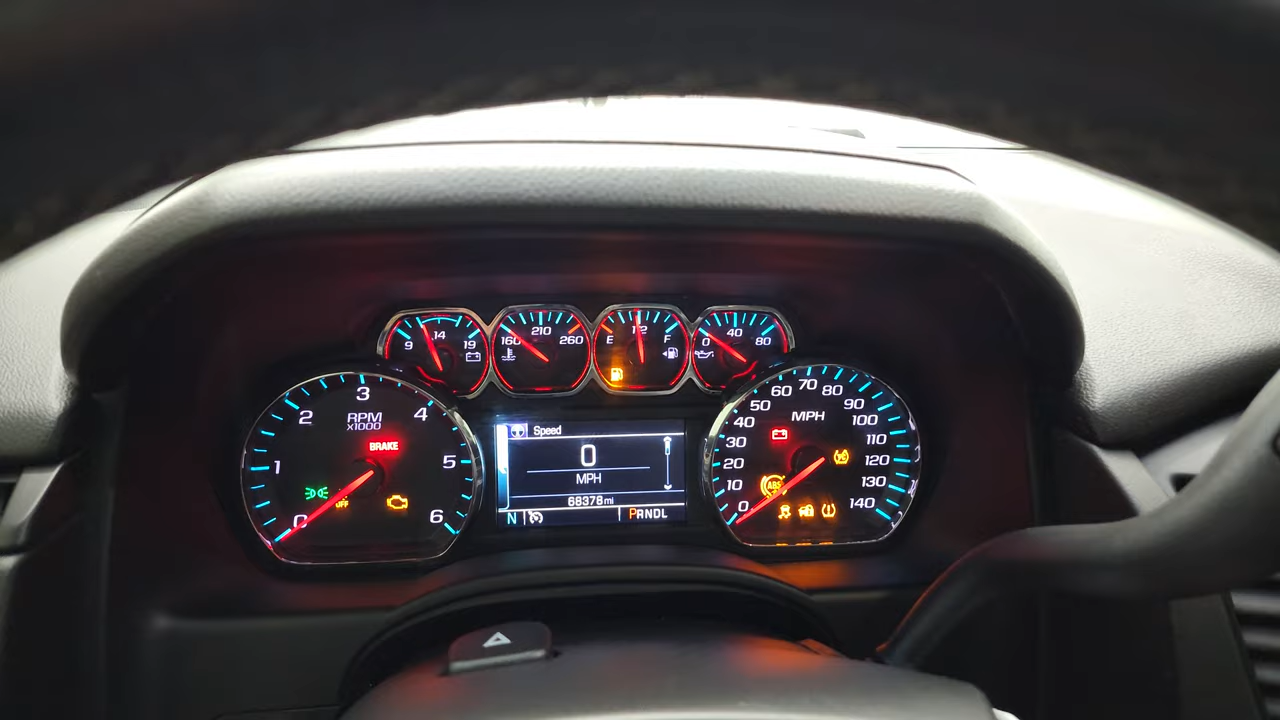 9 14 19
160 210 260
E 1/2 F
0 40 80
0 1 2 3 4 5 6
RPM
X1000
BRAKE
OFF
Speed
0
MPH
68378 mi
N PRNDL
0 10 20 30 40 50 60 70 80 90 100 110 120 130 140
MPH
ABS